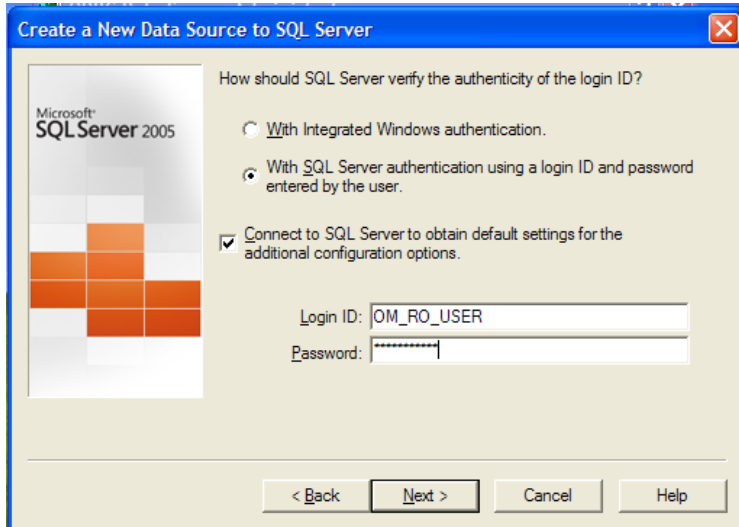 Create a New Data Source to SQL Server
Microsoft®
SQL Server 2005
How should SQL Server verify the authenticity of the login ID?
With Integrated Windows authentication.
With SQL Server authentication using a login ID and password
entered by the user.
Connect to SQL Server to obtain default settings for the
additional configuration options.
Login ID: OM_RO_USER
Password: ***********
< Back Next > Cancel Help